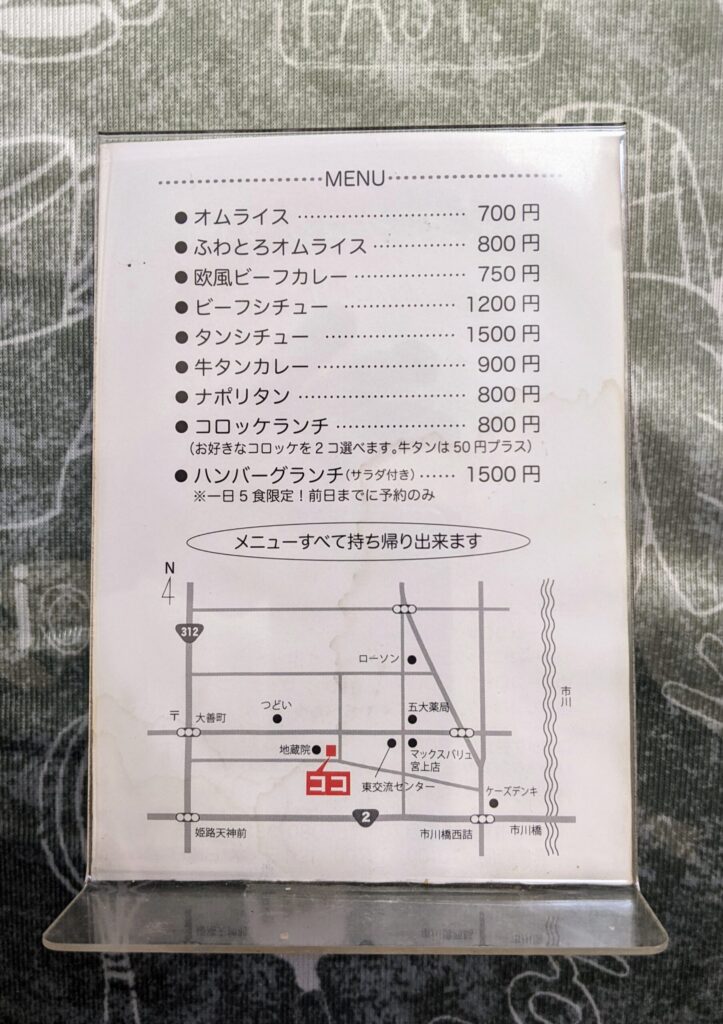 FAST.
MENU
●オムライス ………………… 700円
●ふわとろオムライス ………… 800円
●欧風ビーフカレー …………… 750円
●ビーフシチュー …………… 1200円
●タンシチュー ……………… 1500円
●牛タンカレー ……………… 900円
●ナポリタン ………………… 800円
●コロッケランチ …………… 800円
(お好きなコロッケを2コ選べます。牛タンは50円プラス)
●ハンバーグランチ(サラダ付き) …… 1500円
※一日5食限定!前日までに予約のみ
メニューすべて持ち帰り出来ます
N
312
ローソン
市川
〒 大善町
つどい
五大薬局
地蔵院
ココ
東交流センター
マックスバリュ
宮上店
ケーズデンキ
姫路天神前
2
市川橋西詰
市川橋